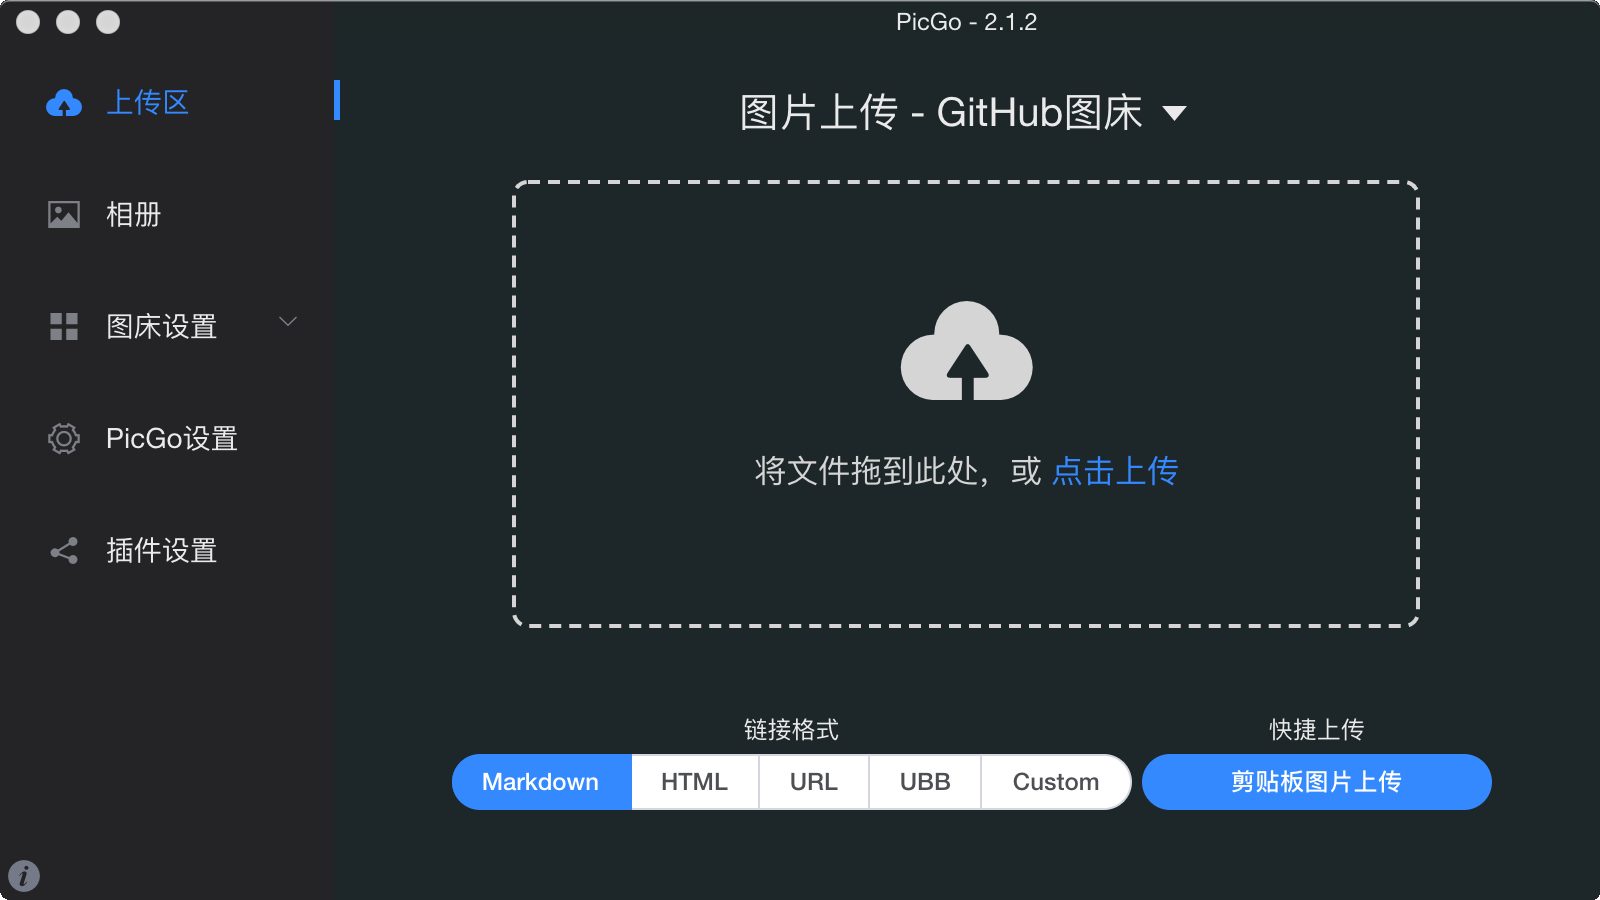 PicGo - 2.1.2
上传区
相册
图床设置
PicGo设置
插件设置
图片上传 - GitHub图床
将文件拖到此处，或 点击上传
链接格式
Markdown
HTML
URL
UBB
Custom
快捷上传
剪贴板图片上传
i